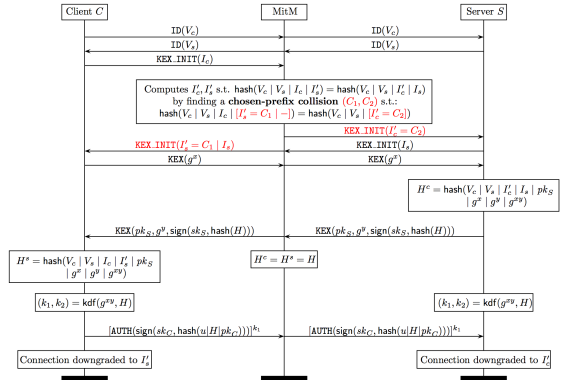 Client C MitM Server S
ID(V_c) ID(V_c)
ID(V_s) ID(V_s)
KEX_INIT(I_c)
Computes I'_c, I'_s s.t. hash(V_c | V_s | I_c | I'_s) = hash(V_c | V_s | I'_c | I_s)
by finding a chosen-prefix collision (C_1, C_2) s.t.:
hash(V_c | V_s | I_c | [I'_s = C_1 | −]) = hash(V_c | V_s | [I'_c = C_2])
KEX_INIT(I'_c = C_2)
KEX_INIT(I'_s = C_1 | I_s) KEX_INIT(I_s)
KEX(g^x) KEX(g^x)
H^c = hash(V_c | V_s | I'_c | I_s | pk_S
| g^x | g^y | g^xy)
KEX(pk_S, g^y, sign(sk_S, hash(H))) KEX(pk_S, g^y, sign(sk_S, hash(H)))
H^s = hash(V_c | V_s | I_c | I'_s | pk_S
| g^x | g^y | g^xy)
H^c = H^s = H
(k_1, k_2) = kdf(g^xy, H) (k_1, k_2) = kdf(g^xy, H)
[AUTH(sign(sk_C, hash(u|H|pk_C)))]^k_1 [AUTH(sign(sk_C, hash(u|H|pk_C)))]^k_1
Connection downgraded to I'_s Connection downgraded to I'_c